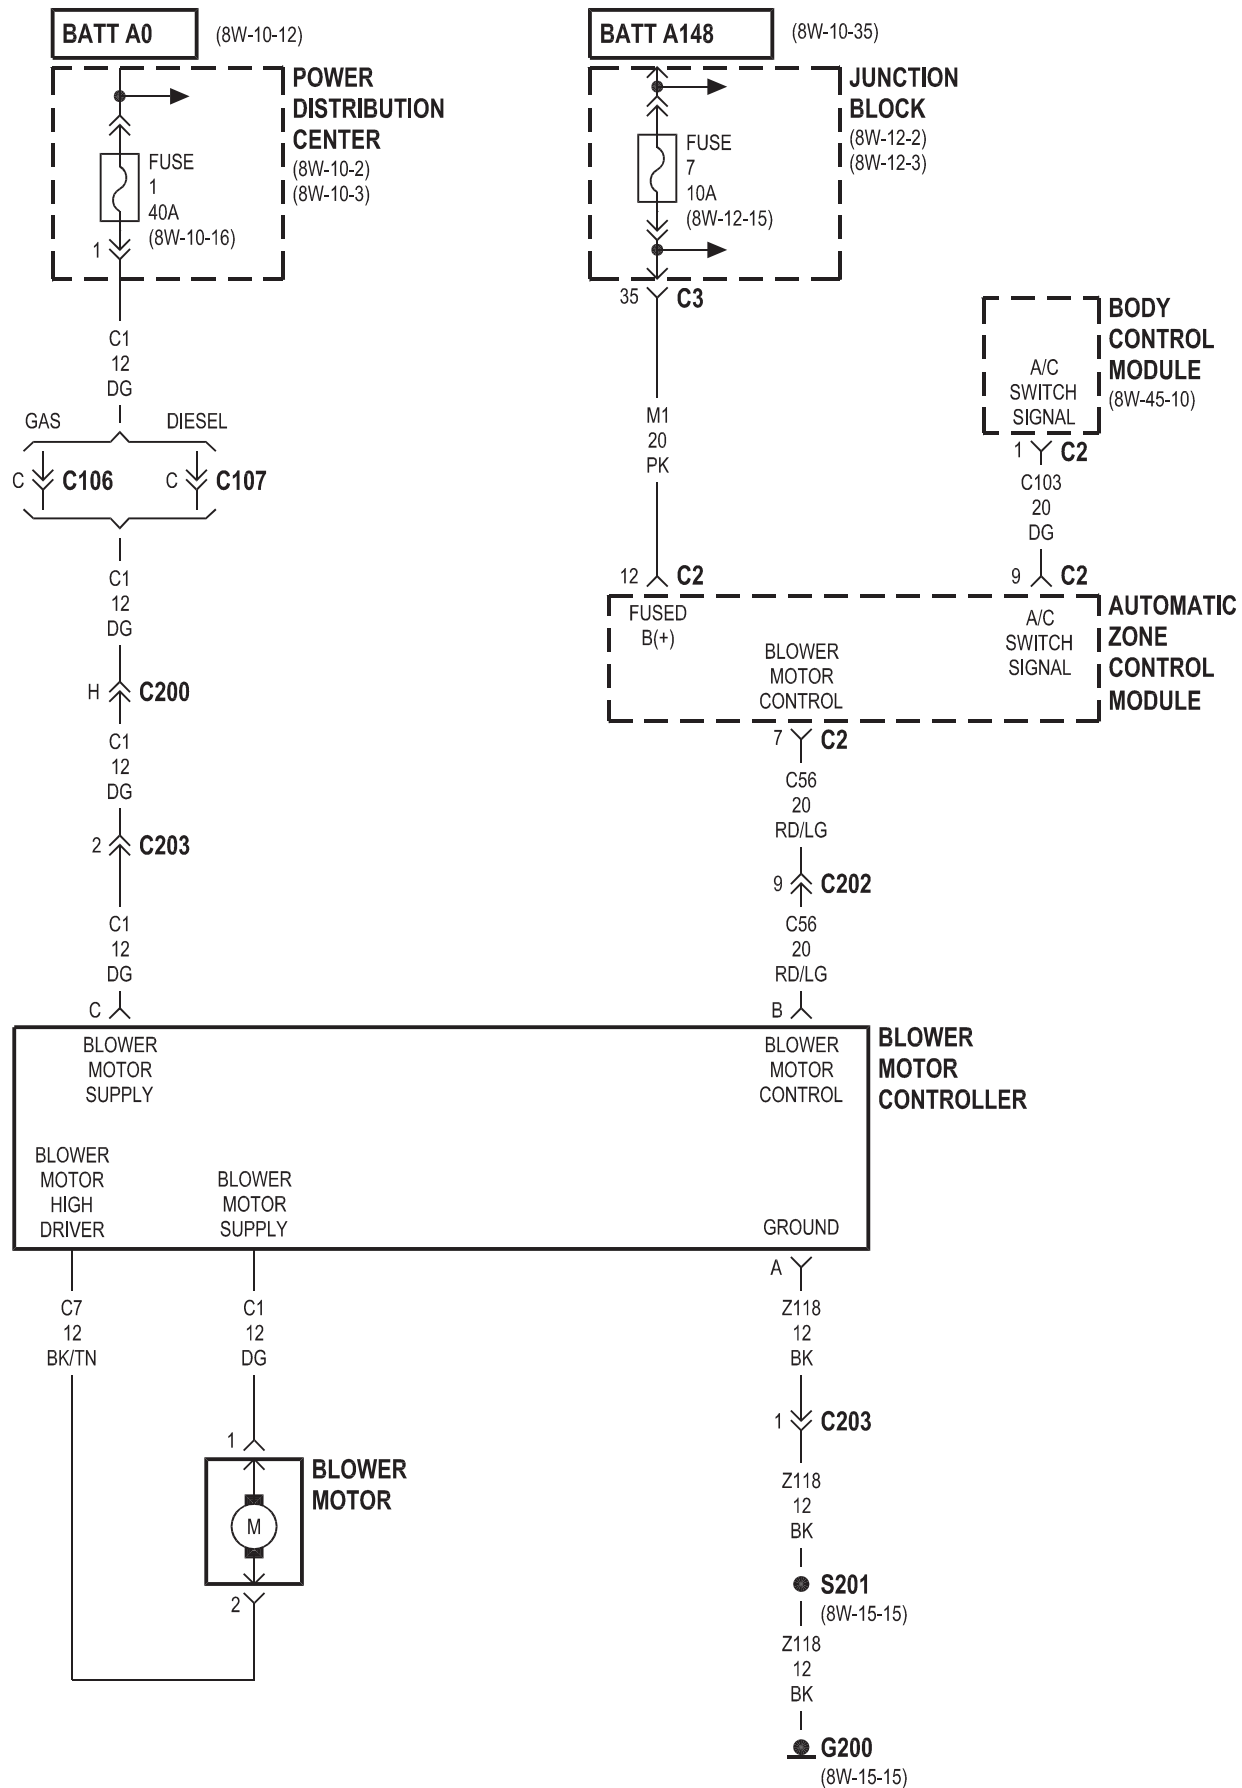 BATT A0
(8W-10-12)
POWER
DISTRIBUTION
CENTER
(8W-10-2)
(8W-10-3)
FUSE
1
40A
(8W-10-16)
1
C1
12
DG
GAS
DIESEL
C
C106
C
C107
C1
12
DG
H
C200
C1
12
DG
2
C203
C1
12
DG
C
BATT A148
(8W-10-35)
JUNCTION
BLOCK
(8W-12-2)
(8W-12-3)
FUSE
7
10A
(8W-12-15)
35
C3
M1
20
PK
12
C2
BODY
CONTROL
MODULE
(8W-45-10)
A/C
SWITCH
SIGNAL
1
C2
C103
20
DG
9
C2
AUTOMATIC
ZONE
CONTROL
MODULE
FUSED
B(+)
BLOWER
MOTOR
CONTROL
A/C
SWITCH
SIGNAL
7
C2
C56
20
RD/LG
9
C202
C56
20
RD/LG
B
BLOWER
MOTOR
CONTROLLER
BLOWER
MOTOR
SUPPLY
BLOWER
MOTOR
CONTROL
BLOWER
MOTOR
HIGH
DRIVER
BLOWER
MOTOR
SUPPLY
GROUND
C7
12
BK/TN
C1
12
DG
1
BLOWER
MOTOR
M
2
A
Z118
12
BK
1
C203
Z118
12
BK
S201
(8W-15-15)
Z118
12
BK
G200
(8W-15-15)